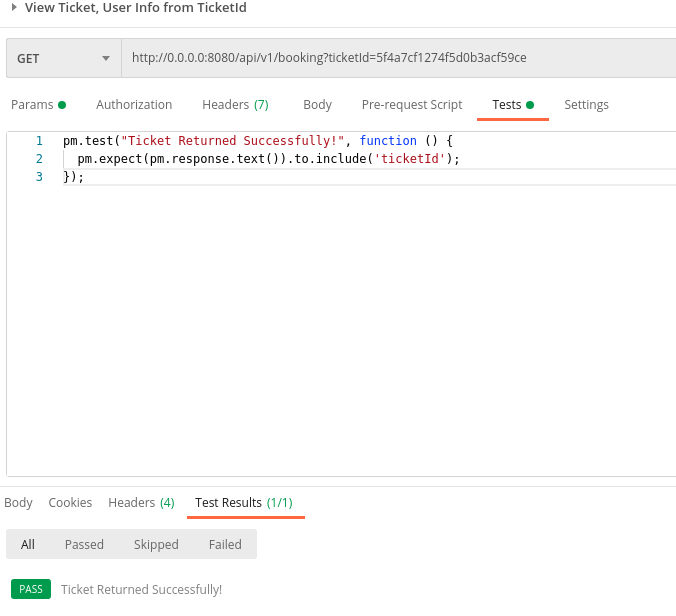 View Ticket, User Info from TicketId
GET http://0.0.0.0:8080/api/v1/booking?ticketId=5f4a7cf1274f5d0b3acf59ce
Params Authorization Headers (7) Body Pre-request Script Tests Settings
1 pm.test("Ticket Returned Successfully!", function () {
2 pm.expect(pm.response.text()).to.include('ticketId');
3 });
Body Cookies Headers (4) Test Results (1/1)
All Passed Skipped Failed
PASS Ticket Returned Successfully!